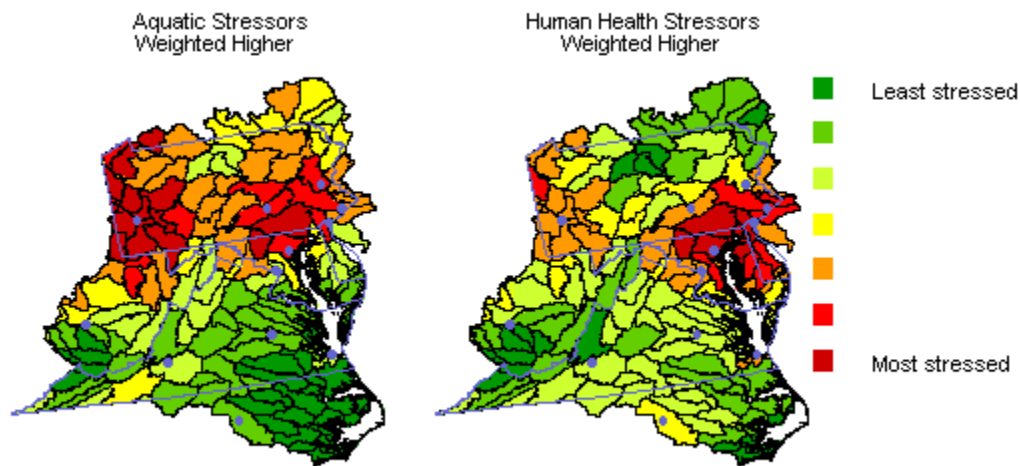 Aquatic Stressors
Weighted Higher
Human Health Stressors
Weighted Higher
Least stressed
Most stressed